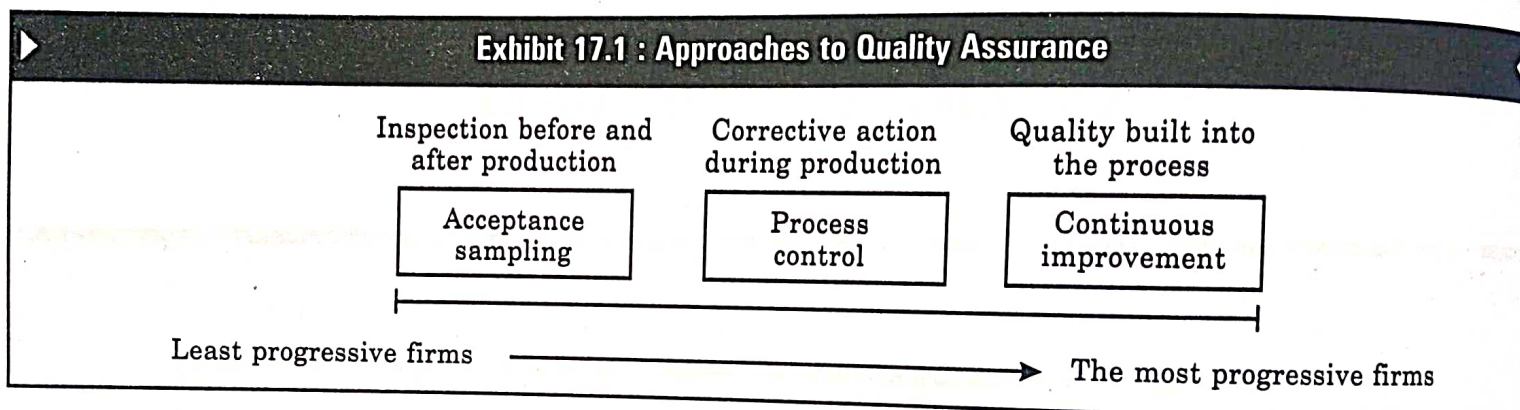 Exhibit 17.1 : Approaches to Quality Assurance
Inspection before and
after production
Acceptance
sampling
Corrective action
during production
Process
control
Quality built into
the process
Continuous
improvement
Least progressive firms
The most progressive firms